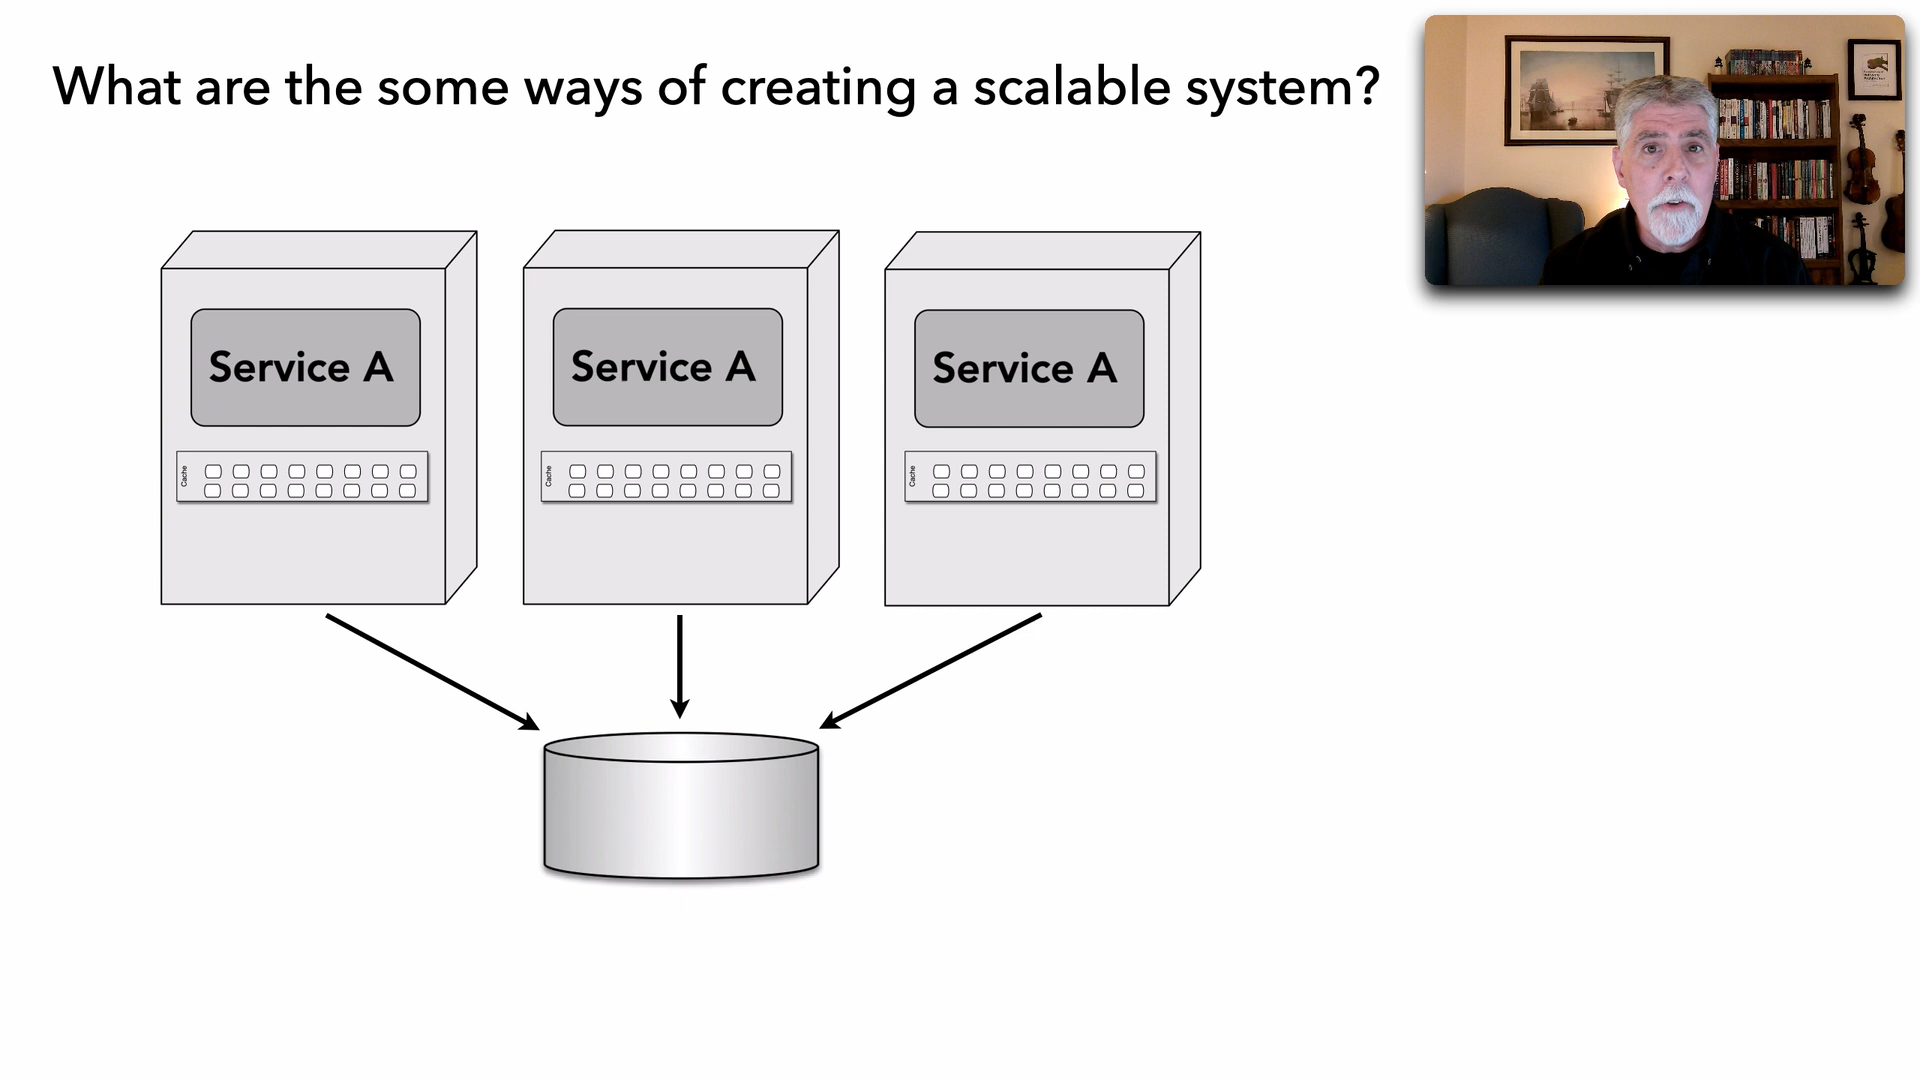 What are the some ways of creating a scalable system?
Service A
Service A
Service A
Cache
Cache
Cache